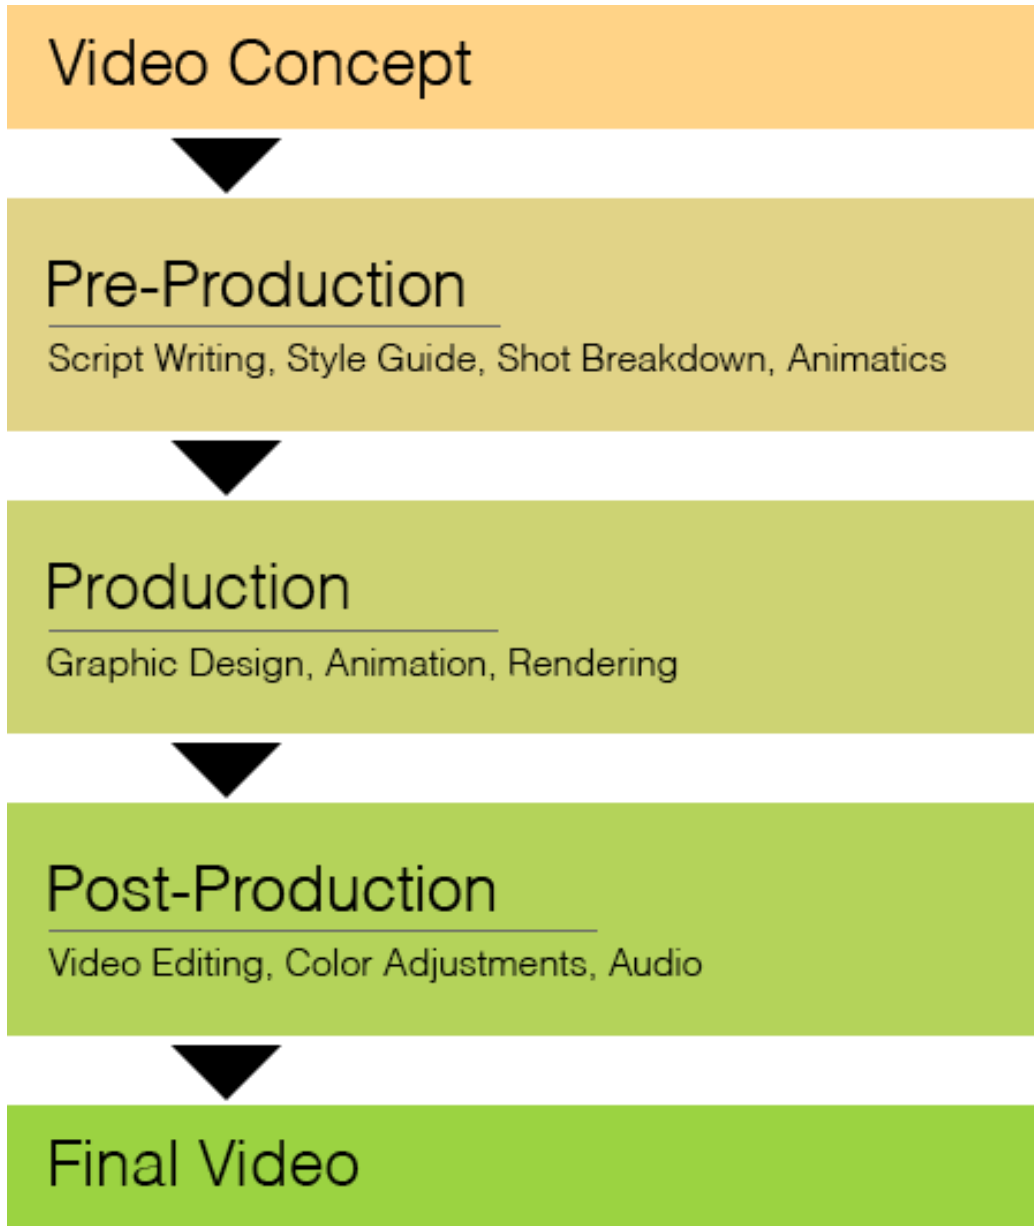 Video Concept
Pre-Production
Script Writing, Style Guide, Shot Breakdown, Animatics
Production
Graphic Design, Animation, Rendering
Post-Production
Video Editing, Color Adjustments, Audio
Final Video